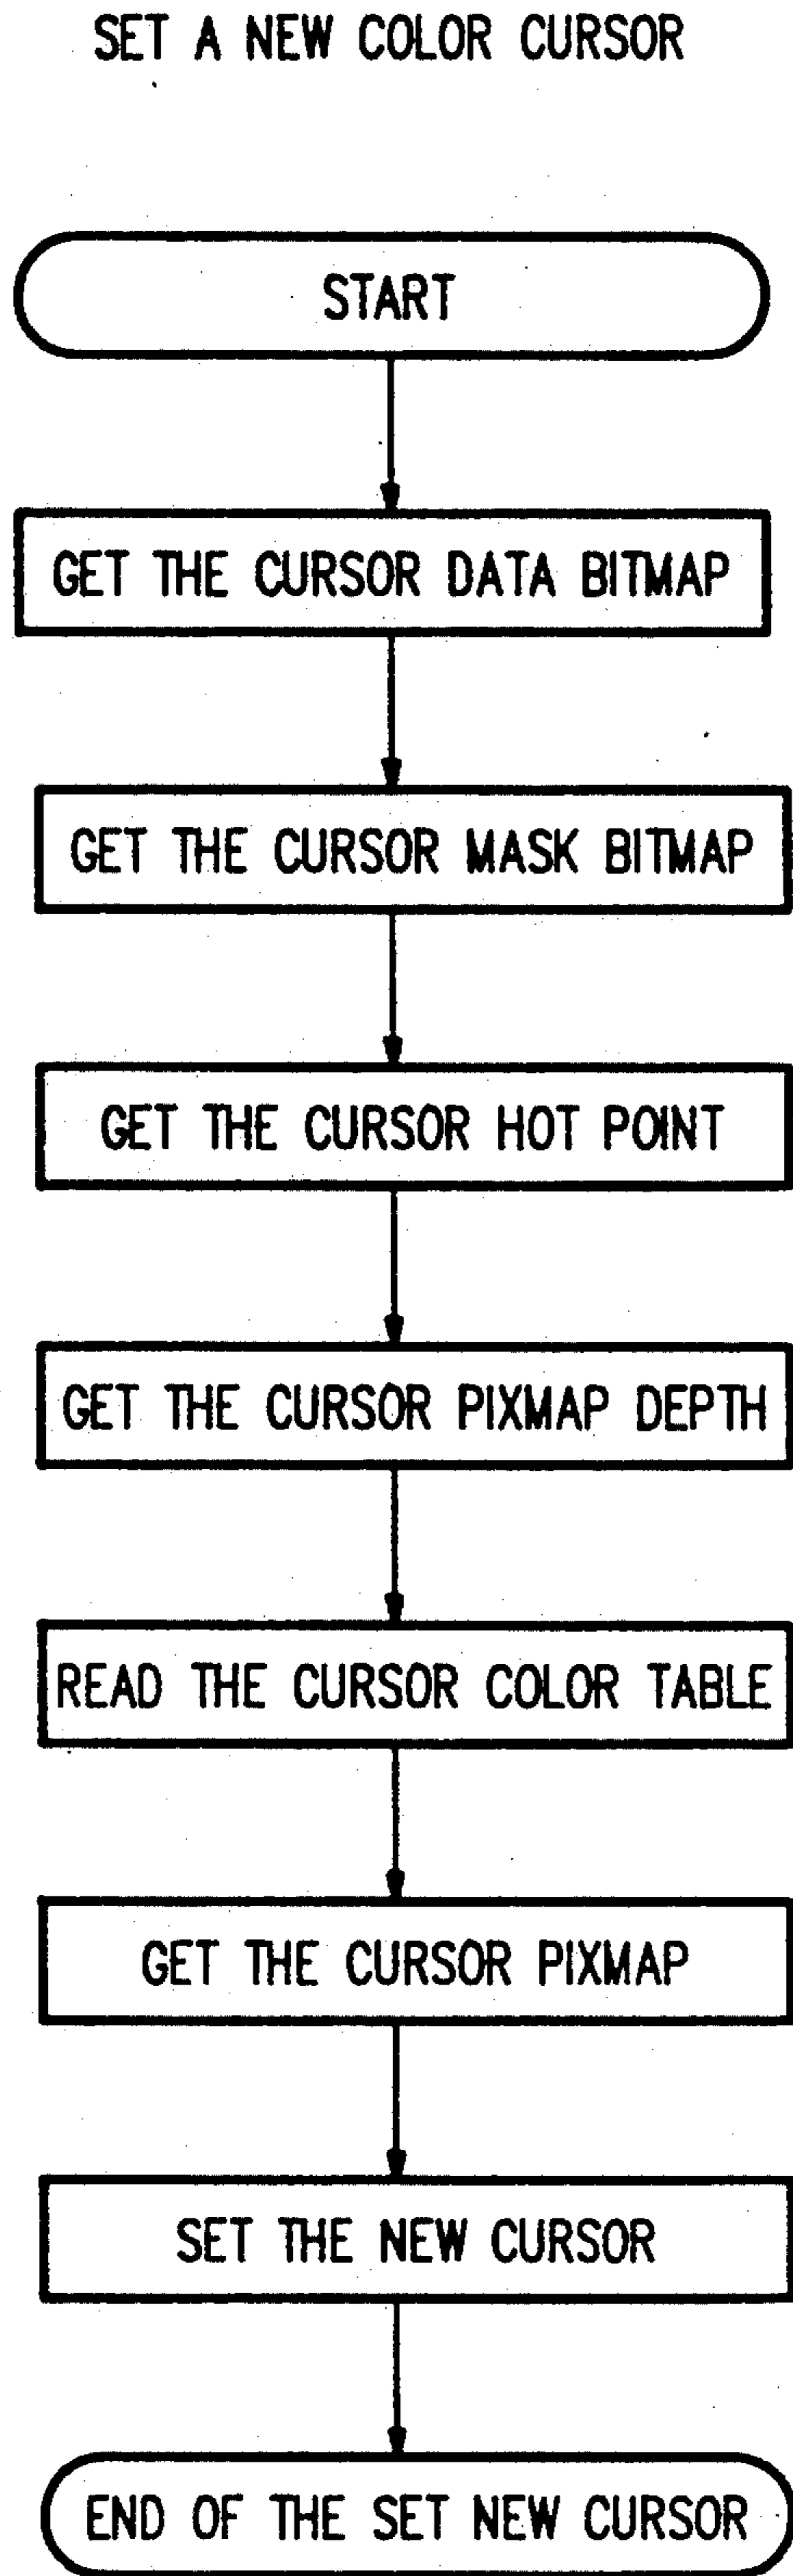 SET A NEW COLOR CURSOR
START
GET THE CURSOR DATA BITMAP
GET THE CURSOR MASK BITMAP
GET THE CURSOR HOT POINT
GET THE CURSOR PIXMAP DEPTH
READ THE CURSOR COLOR TABLE
GET THE CURSOR PIXMAP
SET THE NEW CURSOR
END OF THE SET NEW CURSOR